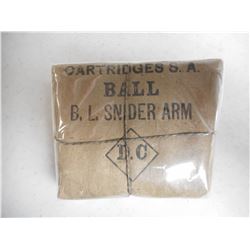 CARTRIDGES S. A.
BALL
B. L. SNIDER ARM
D.C